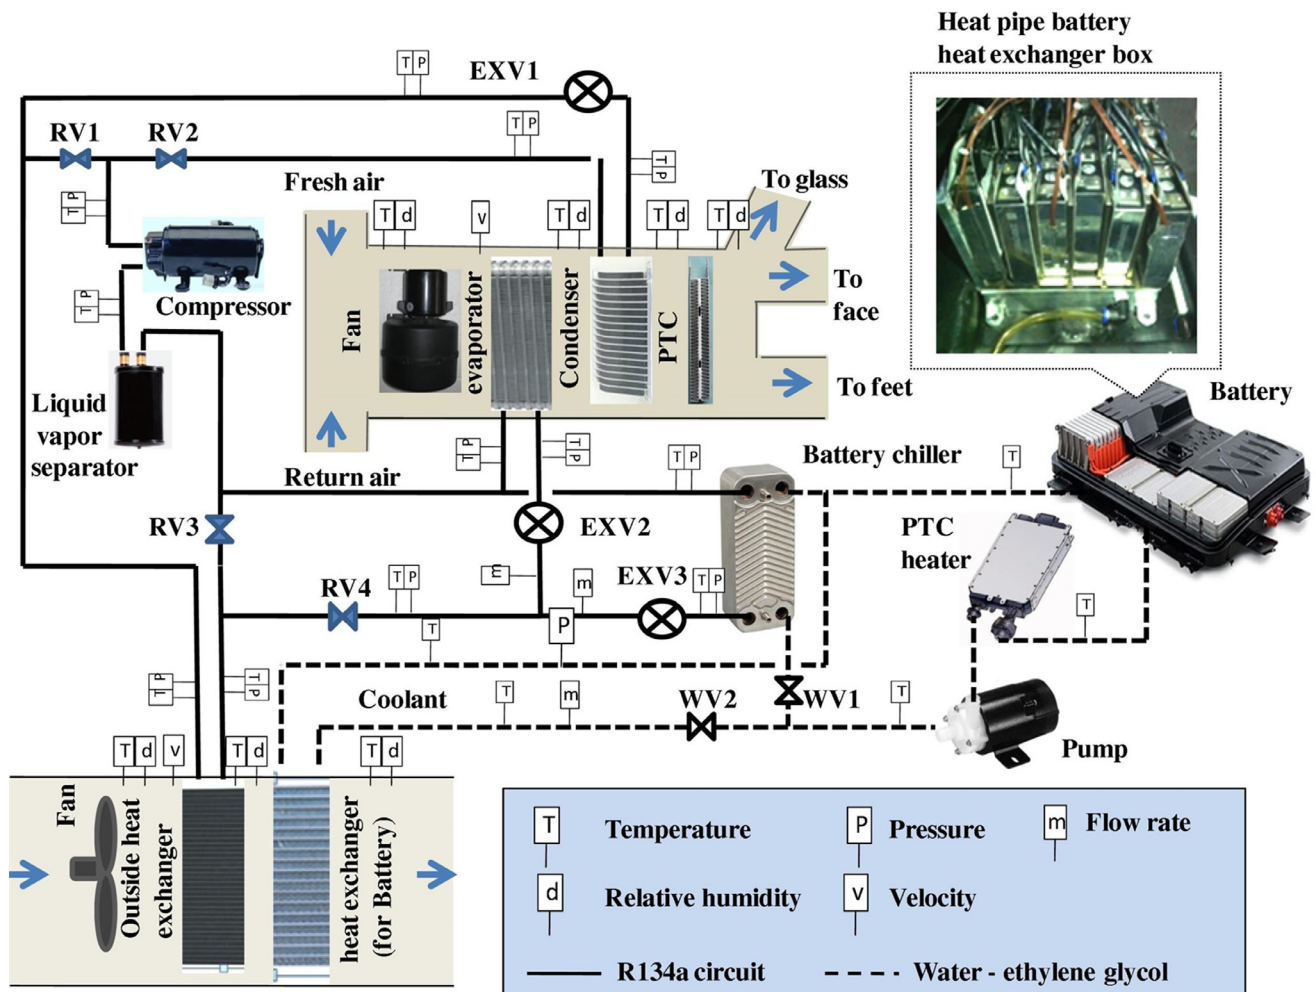 Heat pipe battery
heat exchanger box
EXV1
T P
RV1
RV2
T P
T P
Fresh air
To glass
T P
T d
v
T d
T d
T d
Compressor
T P
Fan
evaporator
Condenser
PTC
To
face
To feet
Liquid
vapor
separator
Battery
Return air
T P
T P
T P
Battery chiller
T
RV3
EXV2
PTC
heater
m
RV4
T P
m
EXV3
T P
T
P
T
T P
T P
Coolant
T
m
WV2
WV1
T
Pump
T d
v
T d
T d
Fan
Outside heat
exchanger
heat exchanger
(for Battery)
T Temperature
P Pressure
m Flow rate
d Relative humidity
v Velocity
R134a circuit
Water - ethylene glycol